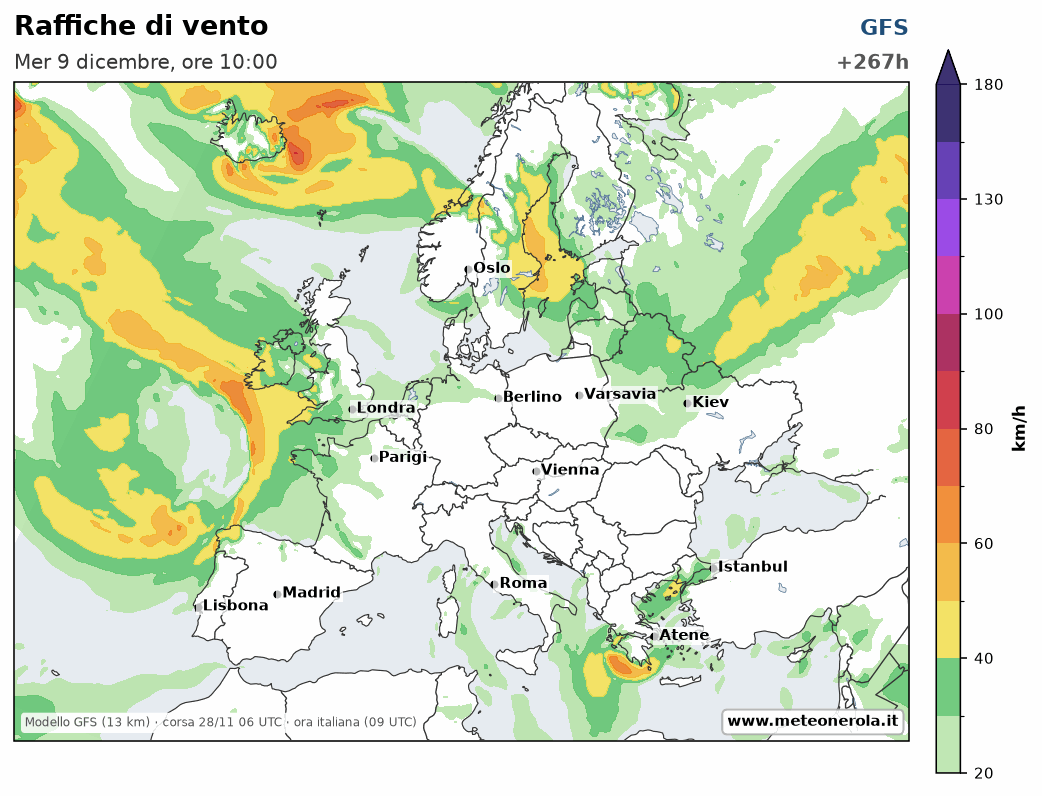 Raffiche di vento
GFS
Mer 9 dicembre, ore 10:00
+267h
180
130
100
80
60
40
20
km/h
Oslo
Londra
Berlino
Varsavia
Kiev
Parigi
Vienna
Istanbul
Roma
Madrid
Lisbona
Atene
Modello GFS (13 km) · corsa 28/11 06 UTC · ora italiana (09 UTC)
www.meteonerola.it